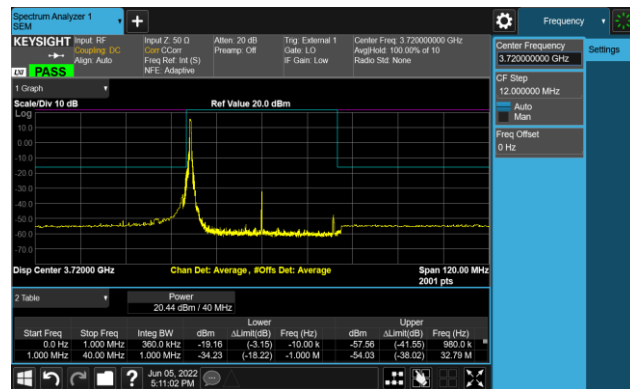 Spectrum Analyzer 1
SEM
Frequency
KEYSIGHT
Input: RF
Coupling: DC
Align: Auto
Input Z: 50 Ω
Corr CCorr
Freq Ref: Int (S)
NFE: Adaptive
Atten: 20 dB
Preamp: Off
Trig: External 1
Gate: LO
IF Gain: Low
Center Freq: 3.720000000 GHz
Avg|Hold: 100.00% of 10
Radio Std: None
LXI PASS
Center Frequency
3.720000000 GHz
Settings
CF Step
12.000000 MHz
Auto
Man
Freq Offset
0 Hz
1 Graph
Scale/Div 10 dB
Ref Value 20.0 dBm
Log
10.0
0.00
-10.0
-20.0
-30.0
-40.0
-50.0
-60.0
-70.0
Disp Center 3.72000 GHz
Chan Det: Average , #Offs Det: Average
Span 120.00 MHz
2001 pts
2 Table
Power
20.44 dBm / 40 MHz
Lower Upper
Start Freq Stop Freq Integ BW dBm ΔLimit(dB) Freq (Hz) dBm ΔLimit(dB) Freq (Hz)
0.0 Hz 1.000 MHz 360.0 kHz -19.16 (-3.15) -10.00 k -57.56 (-41.55) 980.0 k
1.000 MHz 40.00 MHz 1.000 MHz -34.23 (-18.22) -1.000 M -54.03 (-38.02) 32.79 M
?
Jun 05, 2022
5:11:02 PM